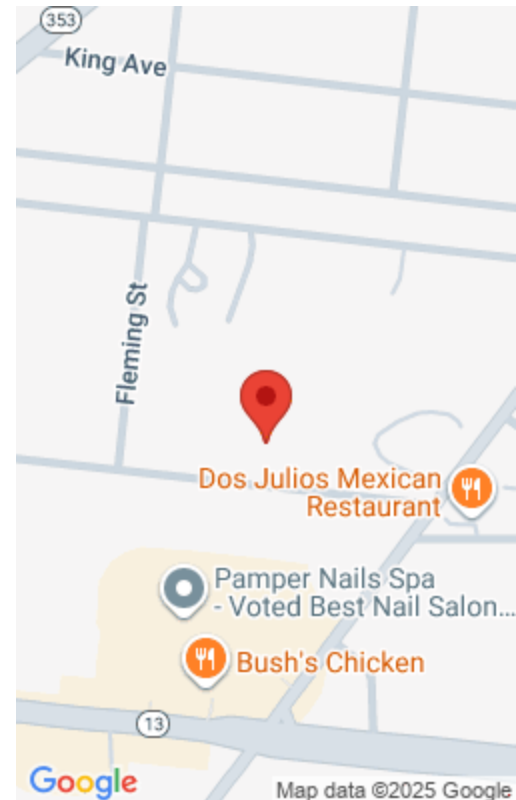 353
King Ave
Fleming St
Dos Julios Mexican
Restaurant
Pamper Nails Spa
- Voted Best Nail Salon...
Bush's Chicken
13
Google
Map data ©2025 Google